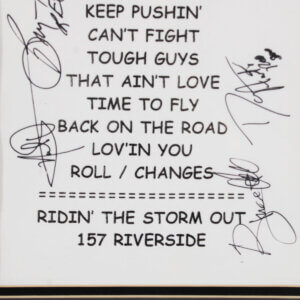 KEEP PUSHIN'
CAN'T FIGHT
TOUGH GUYS
THAT AIN'T LOVE
TIME TO FLY
BACK ON THE ROAD
LOV'IN YOU
ROLL / CHANGES
==============================
RIDIN' THE STORM OUT
157 RIVERSIDE